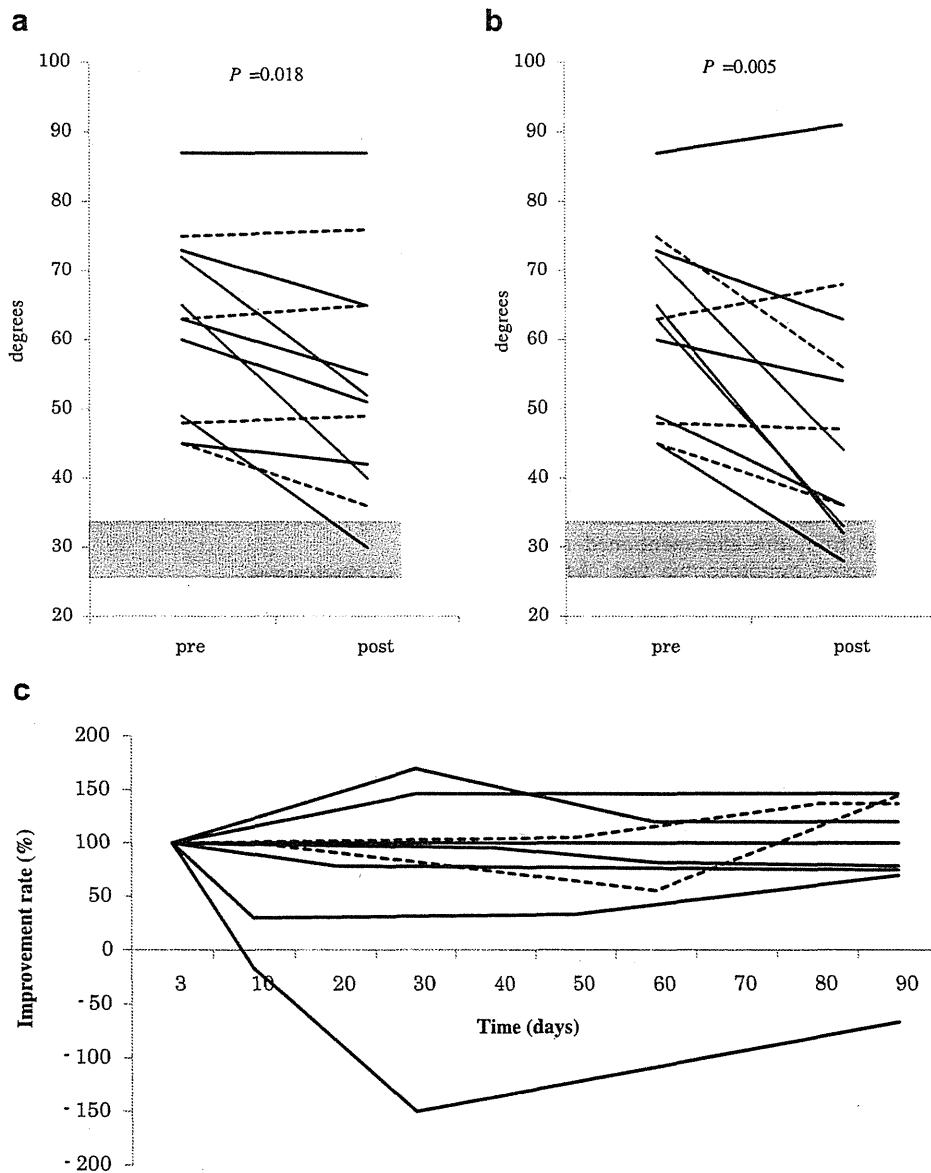 a
P =0.018
100
90
80
70
60
50
40
30
20
degrees
pre post
b
P =0.005
100
90
80
70
60
50
40
30
20
degrees
pre post
c
200
150
100
50
0
- 50
- 100
- 150
- 200
Improvement rate (%)
3 10 20 30 40 50 60 70 80 90
Time (days)